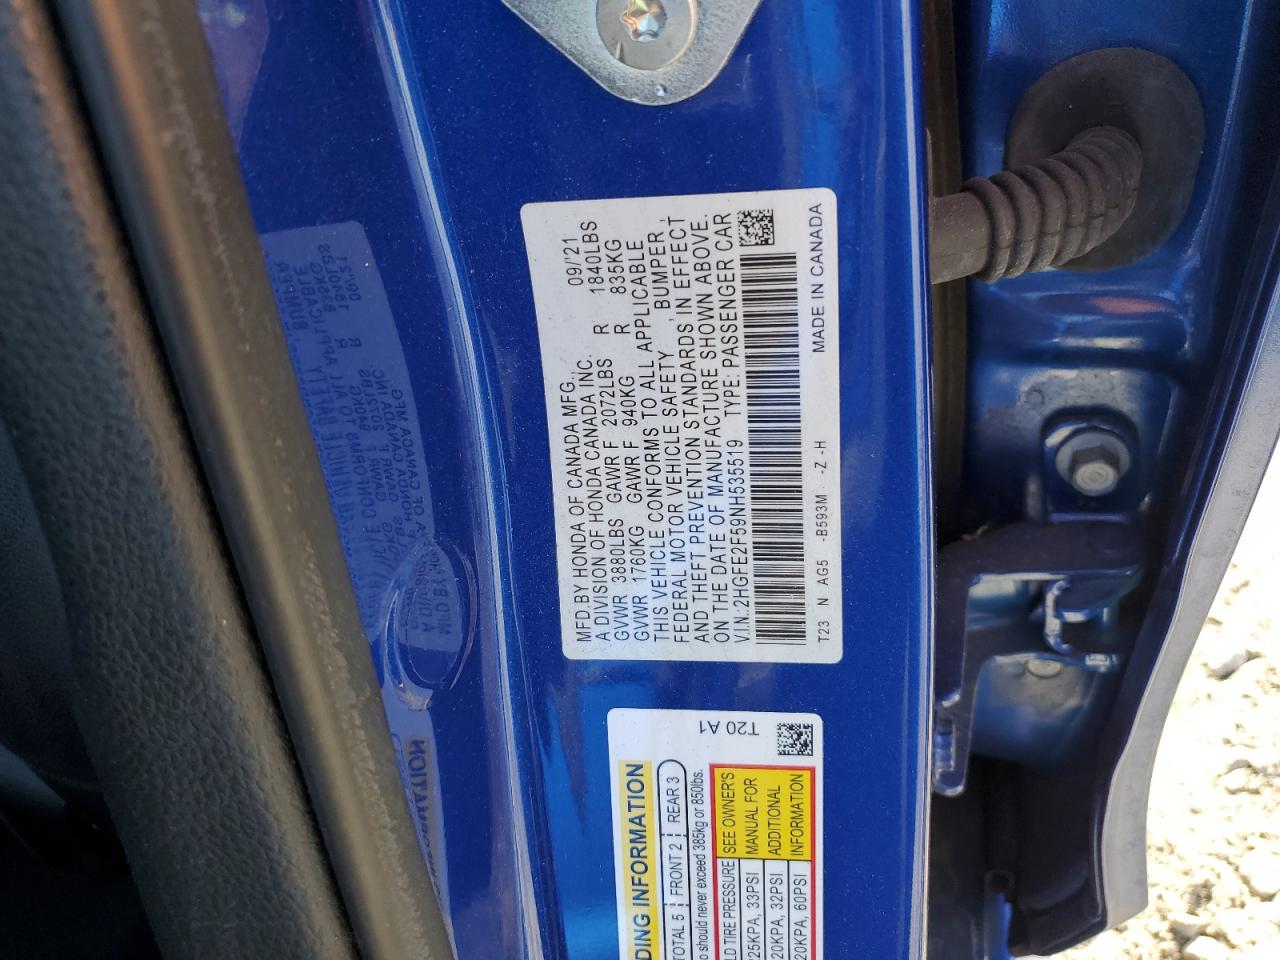 MFD.BY HONDA OF CANADA MFG., 09/'21
A DIVISION OF HONDA CANADA INC.
GVWR 3880LBS GAWR F 2072LBS R 1840LBS
GVWR 1760KG GAWR F 940KG R 835KG
THIS VEHICLE CONFORMS TO ALL APPLICABLE
FEDERAL MOTOR VEHICLE SAFETY, BUMPER
AND THEFT PREVENTION STANDARDS IN EFFECT
ON THE DATE OF MANUFACTURE SHOWN ABOVE.
V.I.N.:2HGFE2F59NH535519 TYPE: PASSENGER CAR
T23 N AG5 -B593M -Z -H MADE IN CANADA
DING INFORMATION
TOTAL 5 FRONT 2 REAR 3
should never exceed 385kg or 850lbs.
LD TIRE PRESSURE SEE OWNER'S
25KPA, 33PSI MANUAL FOR
20KPA, 32PSI ADDITIONAL
20KPA, 60PSI INFORMATION
T20 A1